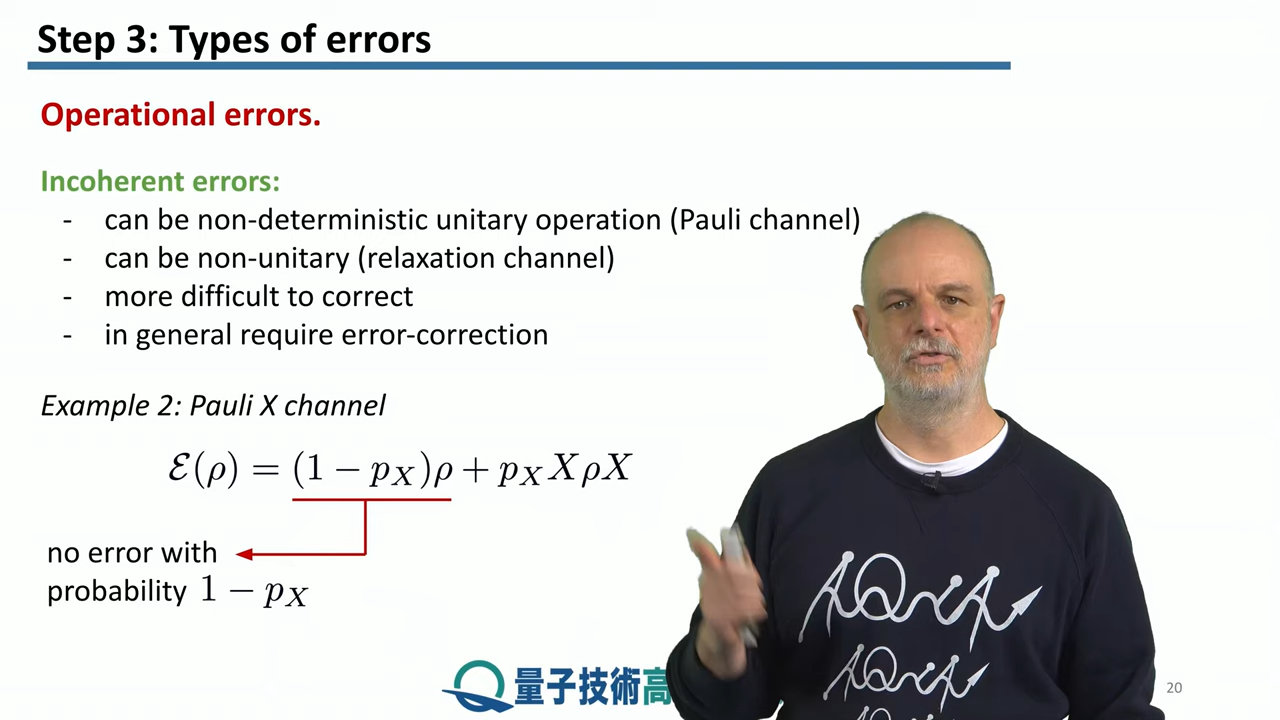 Step 3: Types of errors
Operational errors.
Incoherent errors:
- can be non-deterministic unitary operation (Pauli channel)
- can be non-unitary (relaxation channel)
- more difficult to correct
- in general require error-correction
Example 2: Pauli X channel
ℰ(ρ) = (1 − p_X)ρ + p_X XρX
no error with
probability 1 − p_X
量子技術高
20